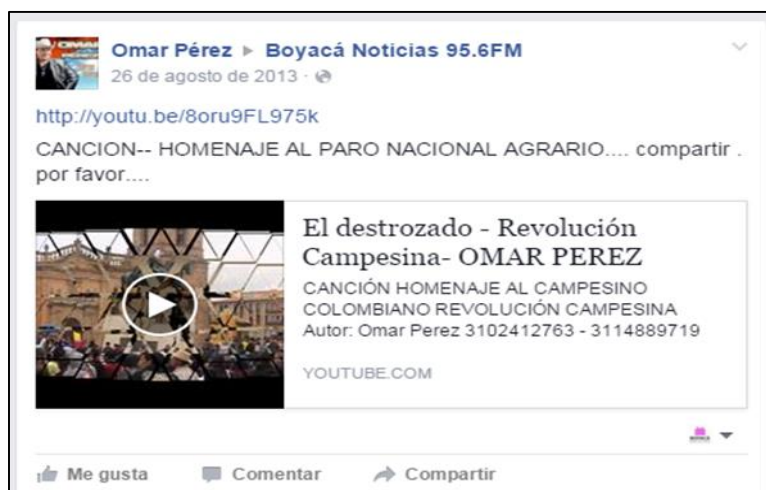 Omar Pérez ▸ Boyacá Noticias 95.6FM
26 de agosto de 2013 ·
http://youtu.be/8oru9FL975k
CANCION-- HOMENAJE AL PARO NACIONAL AGRARIO.... compartir .
por favor....
El destrozado - Revolución
Campesina- OMAR PEREZ
CANCIÓN HOMENAJE AL CAMPESINO
COLOMBIANO REVOLUCIÓN CAMPESINA
Autor: Omar Perez 3102412763 - 3114889719
YOUTUBE.COM
Me gusta Comentar Compartir